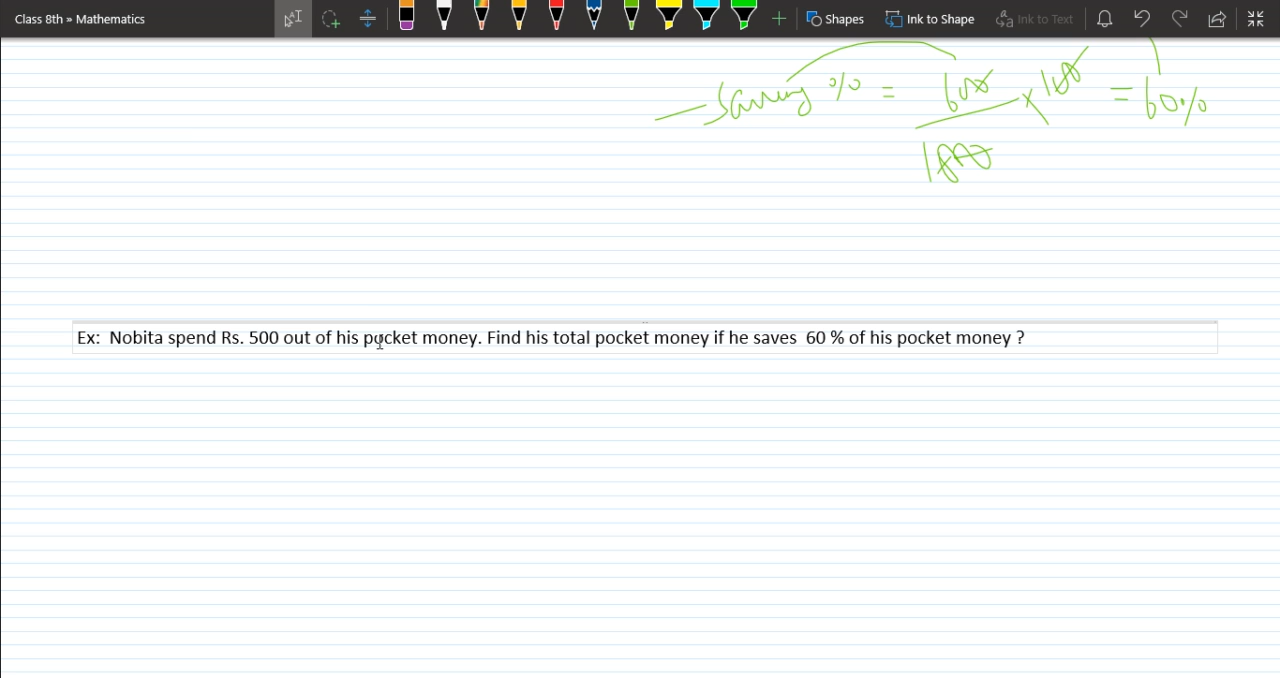 Class 8th » Mathematics
Shapes
Ink to Shape
Ink to Text
Saving % = 600 / 1000 × 100 = 60%
Ex: Nobita spend Rs. 500 out of his pocket money. Find his total pocket money if he saves 60 % of his pocket money ?